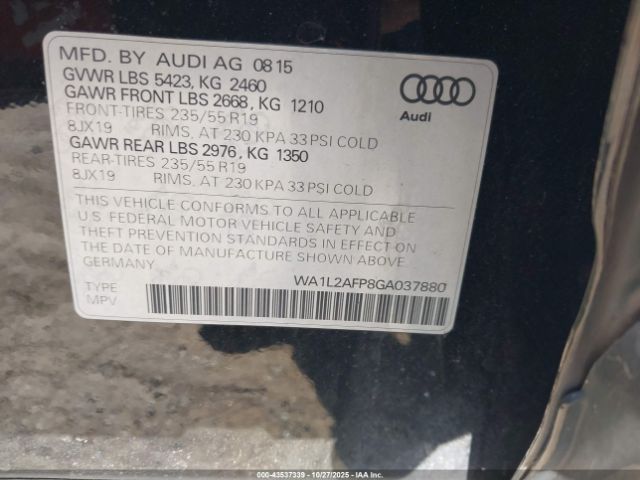 MFD. BY AUDI AG 08 15
GVWR LBS 5423, KG 2460
GAWR FRONT LBS 2668, KG 1210
FRONT-TIRES 235/55 R19
8JX19 RIMS, AT 230 KPA 33 PSI COLD
GAWR REAR LBS 2976, KG 1350
REAR-TIRES 235/55 R19
8JX19 RIMS, AT 230 KPA 33 PSI COLD
Audi
THIS VEHICLE CONFORMS TO ALL APPLICABLE
U.S. FEDERAL MOTOR VEHICLE SAFETY AND
THEFT PREVENTION STANDARDS IN EFFECT ON
THE DATE OF MANUFACTURE SHOWN ABOVE.
GERMANY
WA1L2AFP8GA037880
TYPE
MPV
000-43537339 | 10/27/2025 - IAA Inc.